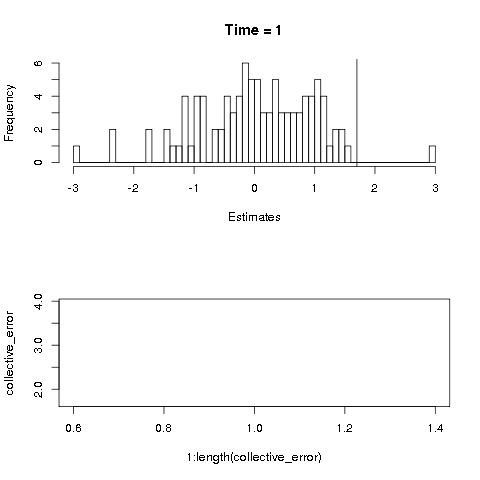 Time = 1
Frequency
0 2 4 6
-3 -2 -1 0 1 2 3
Estimates
collective_error
2.0 3.0 4.0
0.6 0.8 1.0 1.2 1.4
1:length(collective_error)